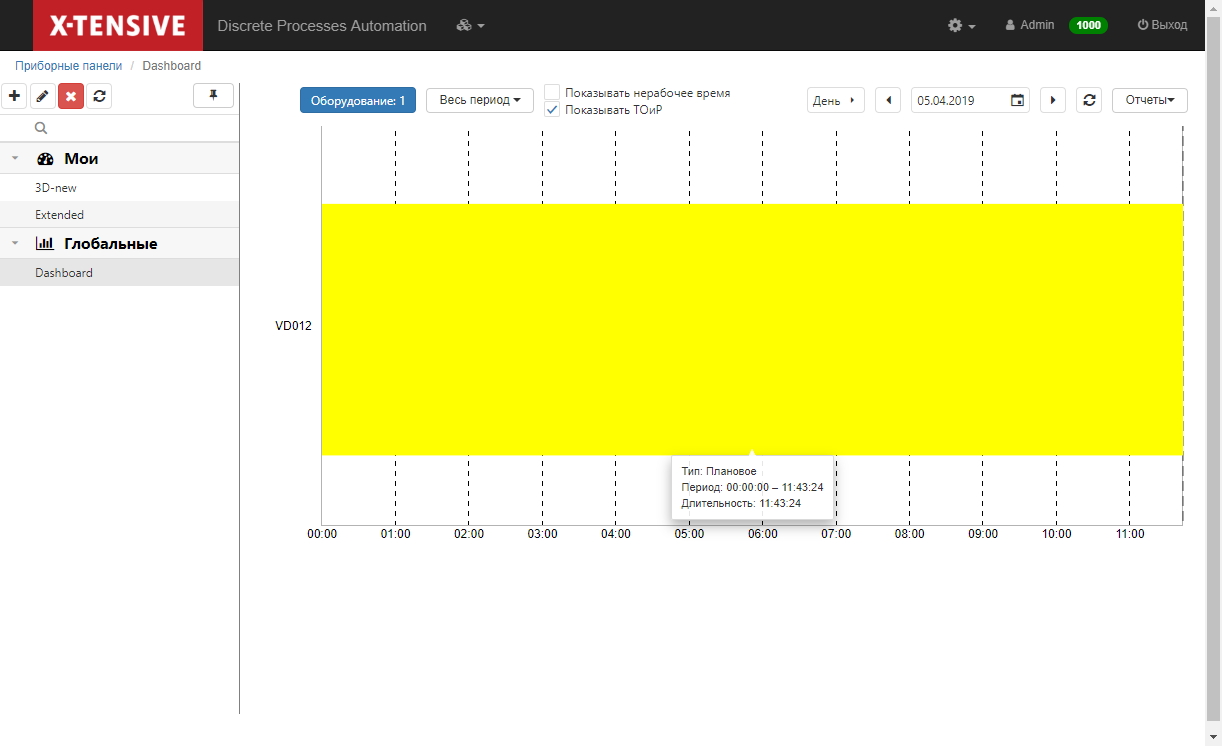 X-TENSIVE Discrete Processes Automation Admin 1000 Выход
Приборные панели / Dashboard
Оборудование: 1 Весь период Показывать нерабочее время День 05.04.2019 Отчеты
Показывать ТОиР
Мои
3D-new
Extended
Глобальные
Dashboard
VD012
Тип: Плановое
Период: 00:00:00 – 11:43:24
Длительность: 11:43:24
00:00 01:00 02:00 03:00 04:00 05:00 06:00 07:00 08:00 09:00 10:00 11:00